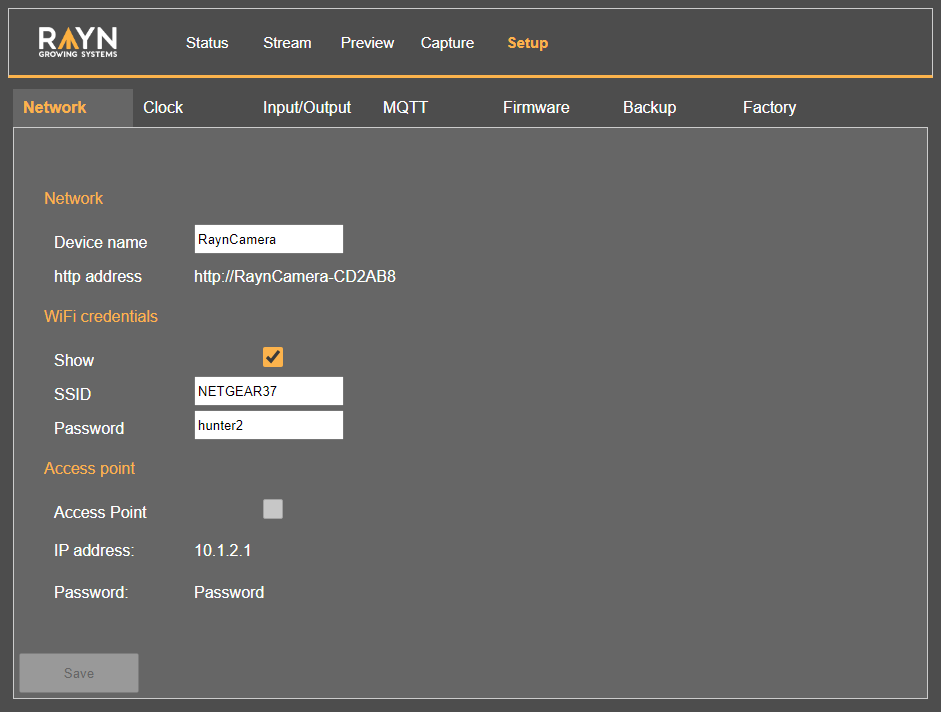 RAYN
GROWING SYSTEMS
Status Stream Preview Capture Setup
Network Clock Input/Output MQTT Firmware Backup Factory
Network
Device name RaynCamera
http address http://RaynCamera-CD2AB8
WiFi credentials
Show
SSID NETGEAR37
Password hunter2
Access point
Access Point
IP address: 10.1.2.1
Password: Password
Save